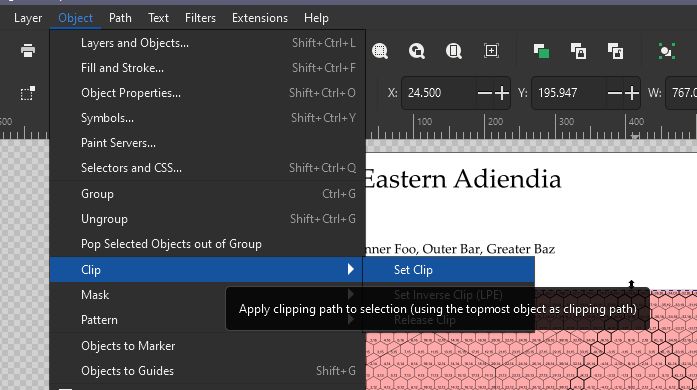 Layer Object Path Text Filters Extensions Help
Layers and Objects... Shift+Ctrl+L
Fill and Stroke... Shift+Ctrl+F
Object Properties... Shift+Ctrl+O
X: 24.500 Y: 195.947 W: 767.0
Symbols... Shift+Ctrl+Y
100 200 300 400
Paint Servers...
Selectors and CSS... Shift+Ctrl+Q
Eastern Adiendia
Group Ctrl+G
Ungroup Shift+Ctrl+G
Pop Selected Objects out of Group
nner Foo, Outer Bar, Greater Baz
Clip Set Clip
Mask Set Inverse Clip (LPE)
Apply clipping path to selection (using the topmost object as clipping path)
Pattern Release Clip
Objects to Marker
Objects to Guides Shift+G